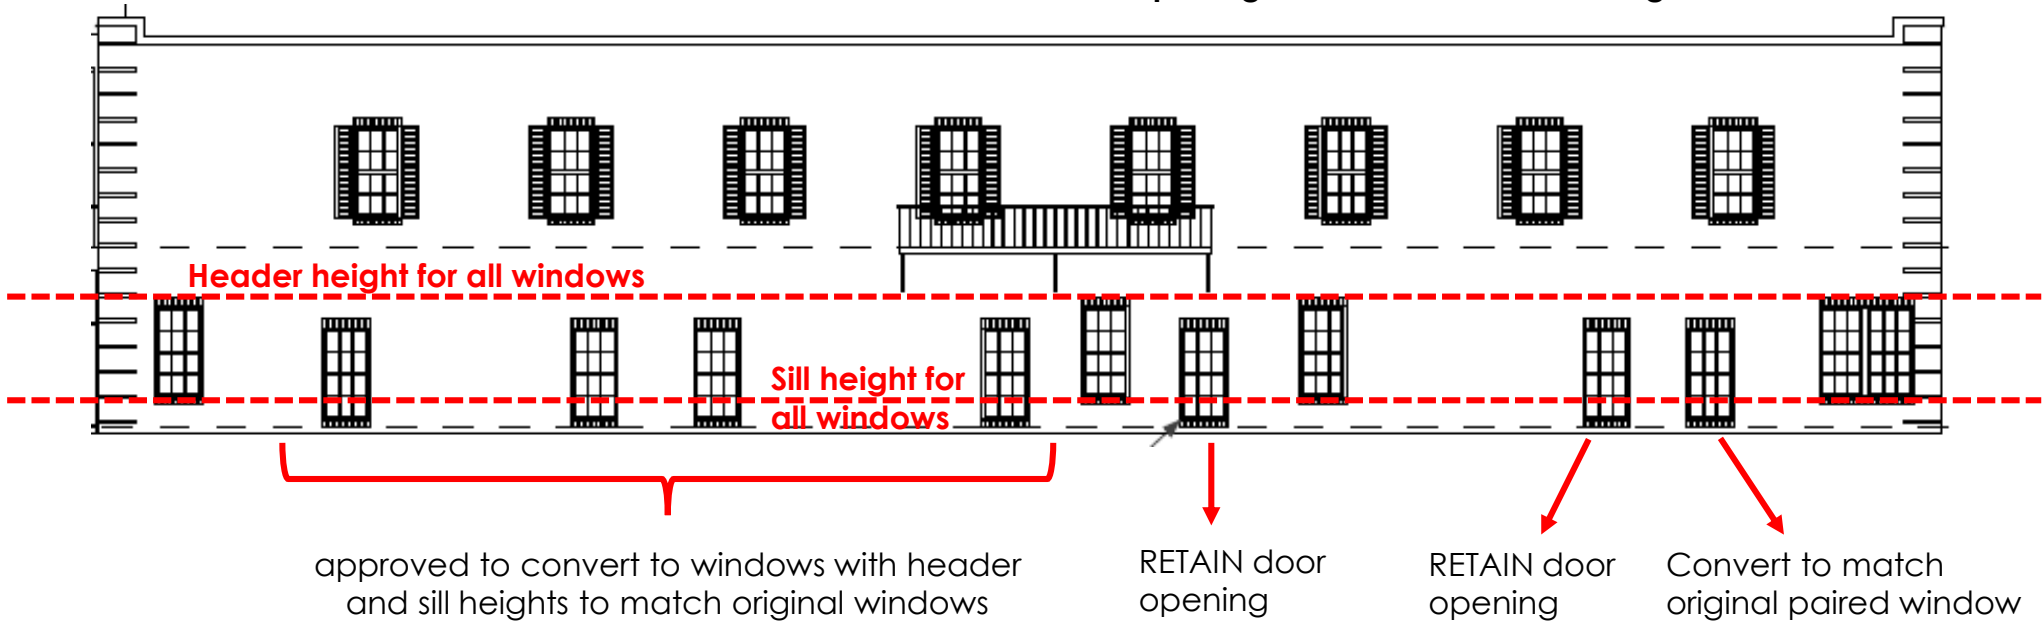 Header height for all windows
Sill height for
all windows
approved to convert to windows with header
and sill heights to match original windows
RETAIN door
opening
RETAIN door
opening
Convert to match
original paired window